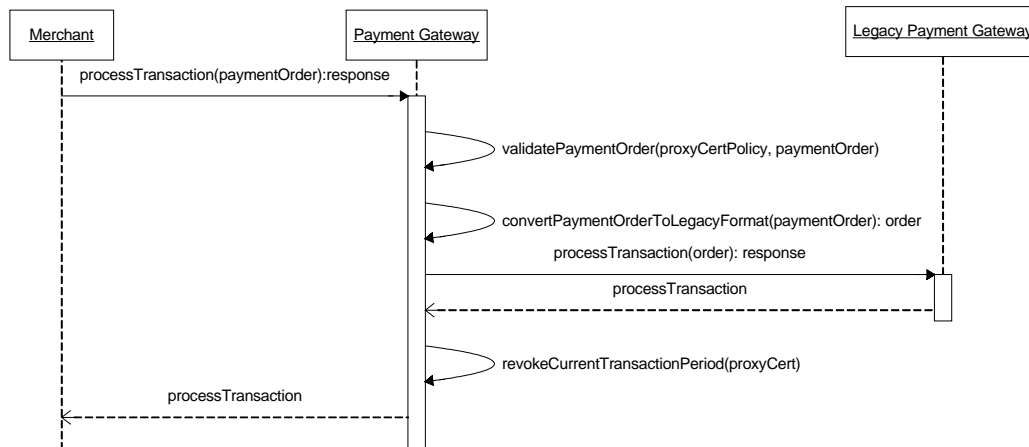 Merchant
Payment Gateway
Legacy Payment Gateway
processTransaction(paymentOrder):response
validatePaymentOrder(proxyCertPolicy, paymentOrder)
convertPaymentOrderToLegacyFormat(paymentOrder): order
processTransaction(order): response
processTransaction
revokeCurrentTransactionPeriod(proxyCert)
processTransaction